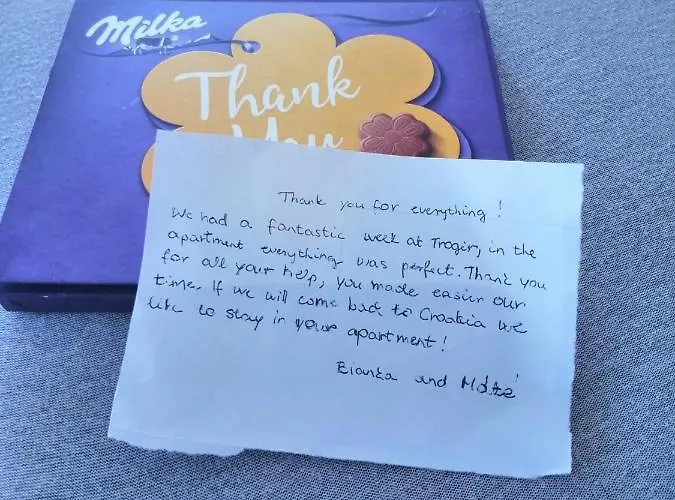 Milka
Thank
You
Thank you for everything!
We had a fantastic week at Trogir, in the
apartment everything was perfect. Thank you
for all your help, you made easier our
time. If we will come back to Croatia we
like to stay in your apartment!
Bianka and Máté